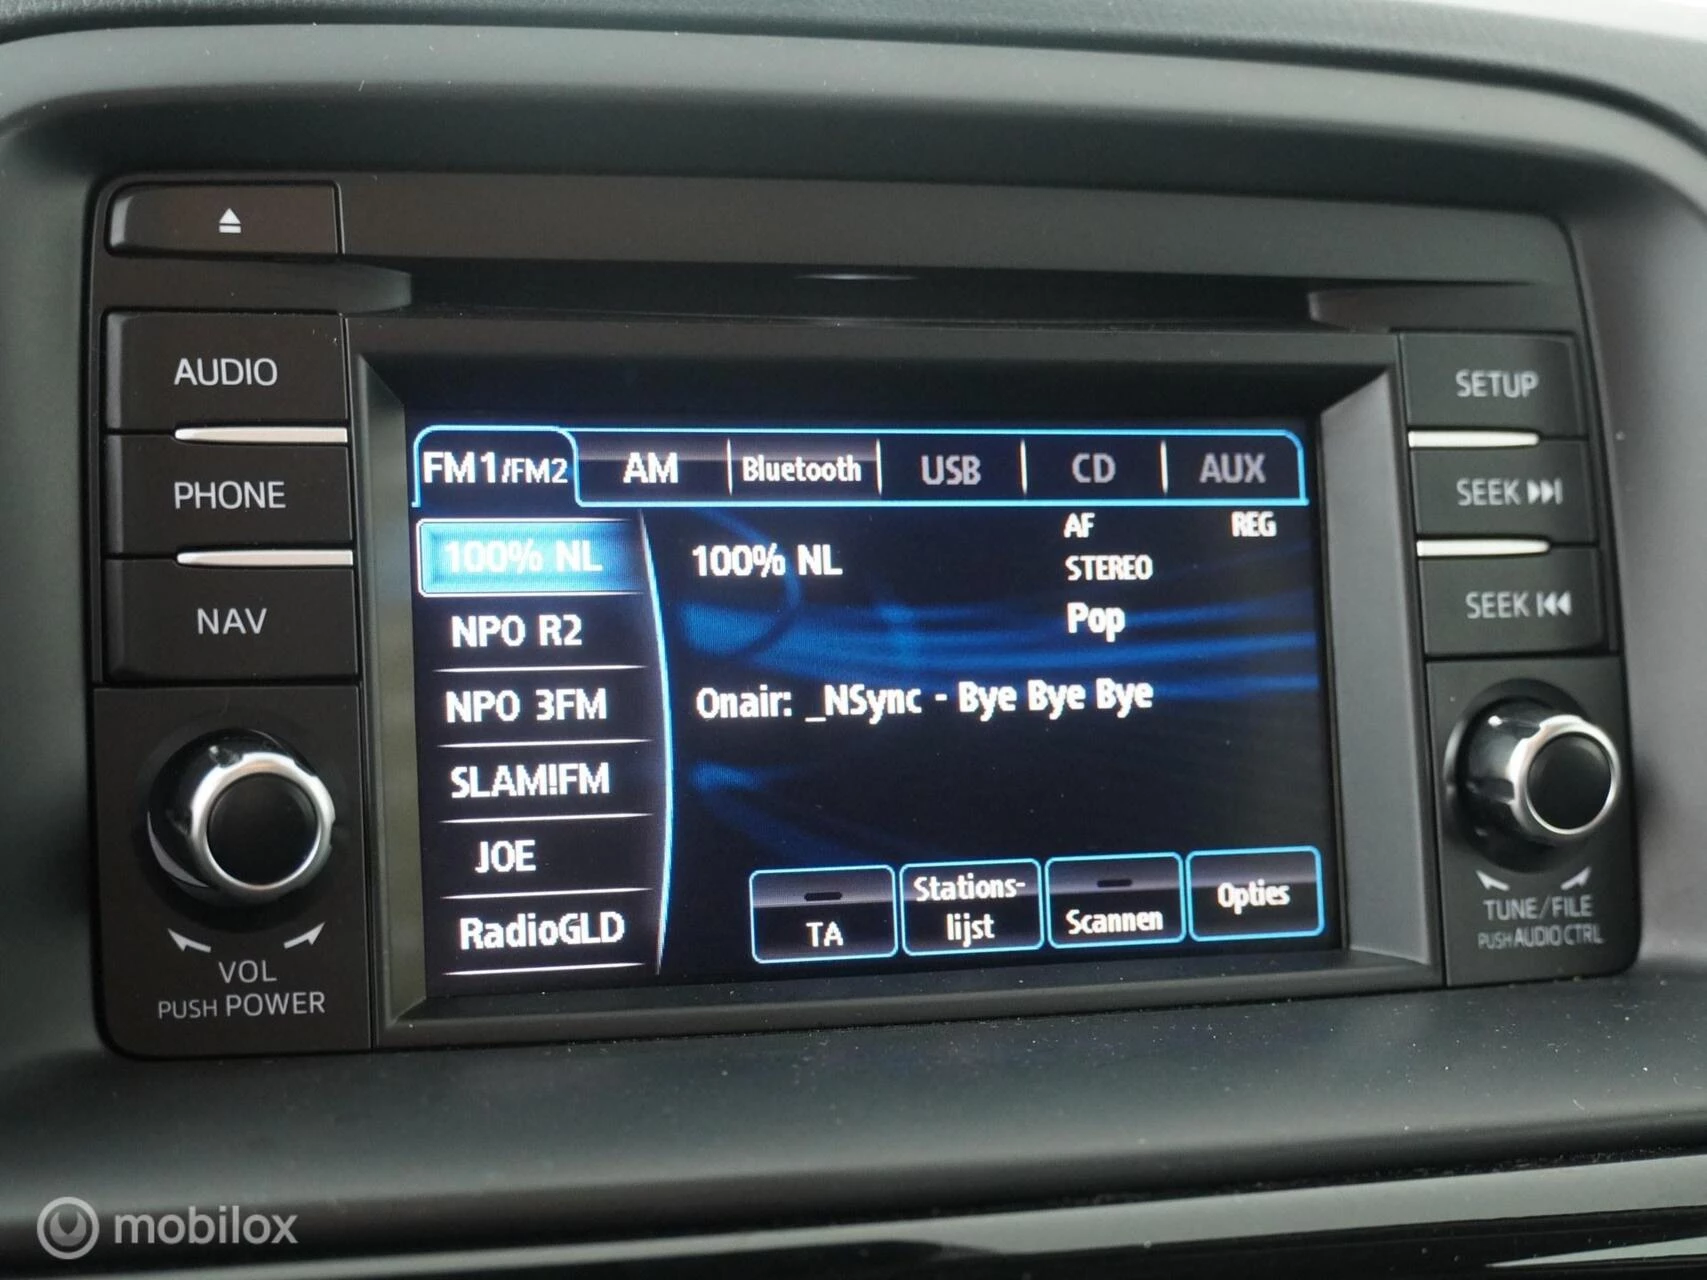 AUDIO
PHONE
NAV
VOL
PUSH POWER
FM1/FM2 AM Bluetooth USB CD AUX
100% NL
NPO R2
NPO 3FM
SLAM!FM
JOE
RadioGLD
100% NL
AF REG
STEREO
Pop
Onair: _NSync - Bye Bye Bye
TA
Stations-
lijst
Scannen
Opties
SETUP
SEEK
SEEK
TUNE/FILE
PUSH AUDIO CTRL
mobilox